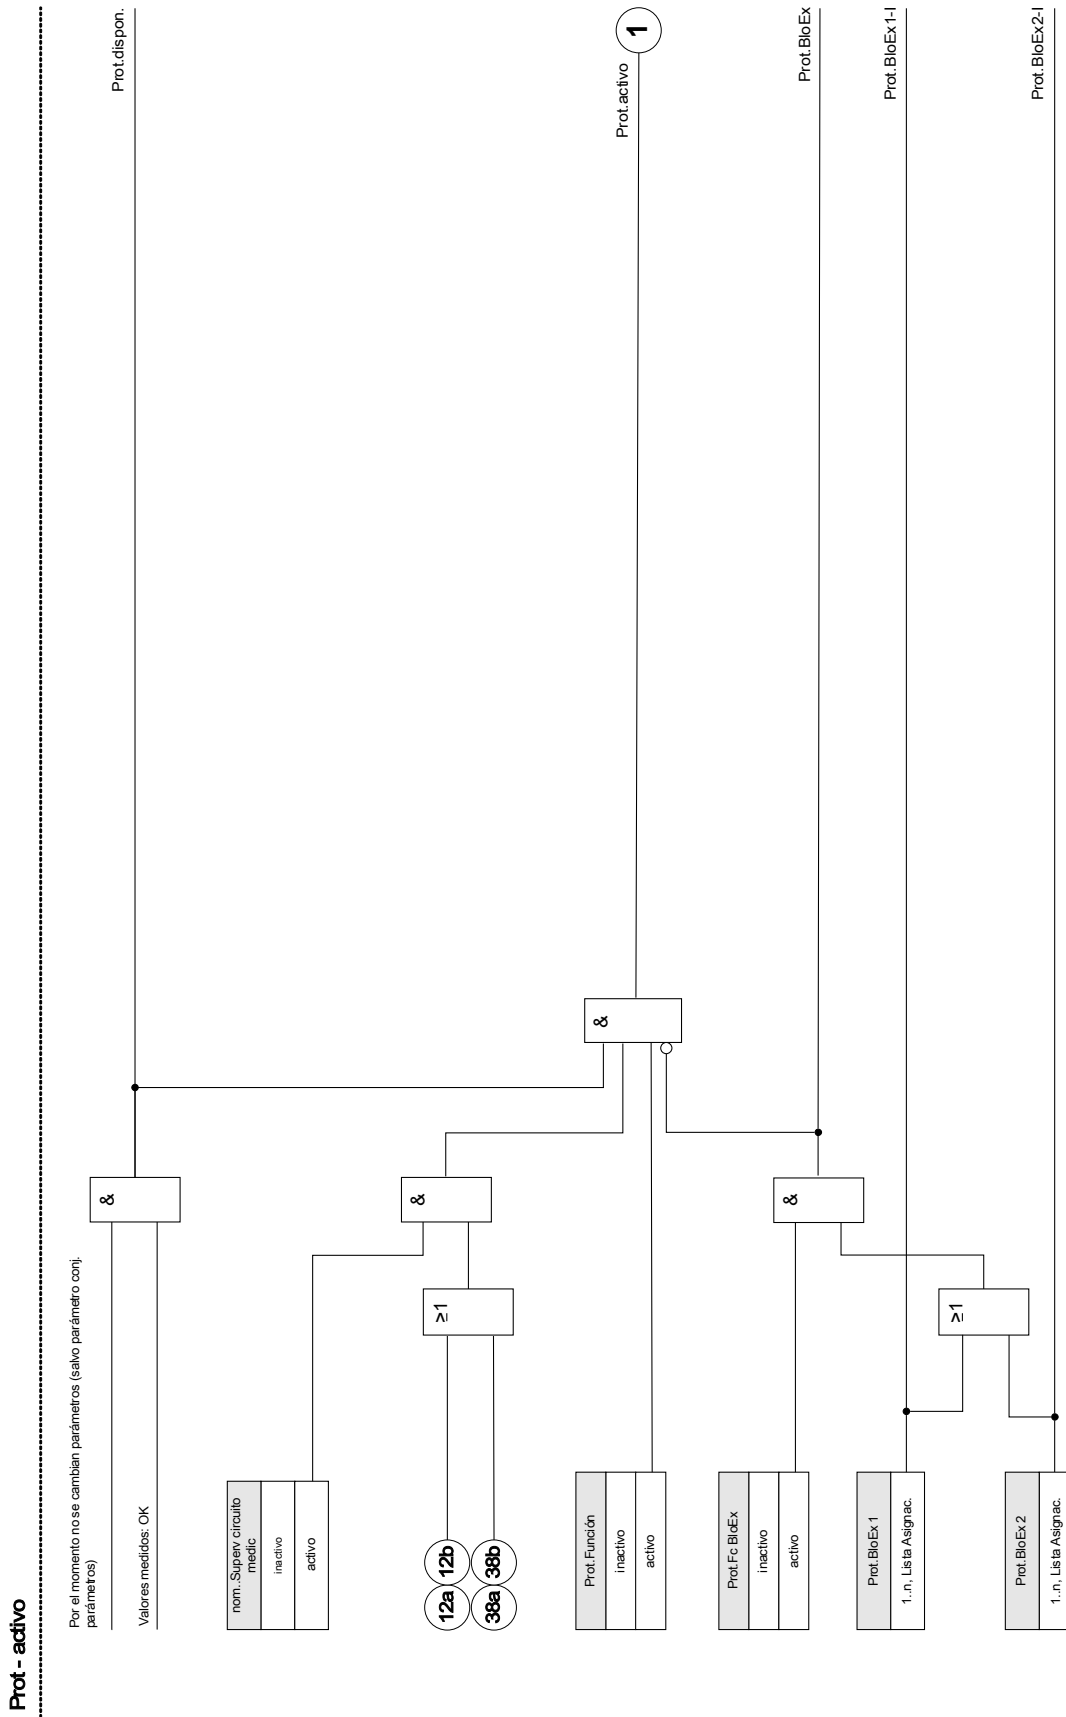 Prot - activo
Por el momento no se cambian parámetros (salvo parámetro conj.
parámetros)
Valores medidos: OK
&
Prot.dispon.
nom..Superv circuito
medic
inactivo
activo
12a 12b
38a 38b
≥1
&
&
Prot.activo
1
Prot.Función
inactivo
activo
Prot.Fc BloEx
inactivo
activo
&
Prot.BloEx
Prot.BloEx 1
1..n, Lista Asignac.
≥1
Prot.BloEx1-I
Prot.BloEx 2
1..n, Lista Asignac.
Prot.BloEx2-I